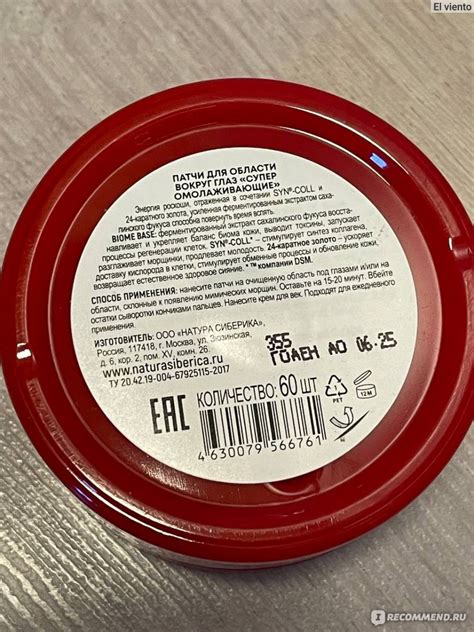 El viento
ПАТЧИ ДЛЯ ОБЛАСТИ
ВОКРУГ ГЛАЗ «СУПЕР
ОМОЛАЖИВАЮЩИЕ»
Энергия роскоши, отраженная в сочетании SYN®-COLL и
24-каратного золота, усиленная ферментированным экстрактом саха-
линского фукуса способна повернуть время вспять.
BIOME BASE: ферментированный экстракт сахалинского фукуса восста-
навливает и укрепляет баланс биома кожи, выводит токсины, запускает
процессы регенерации клеток. SYN®-COLL* – стимулирует синтез коллагена,
разглаживает морщинки, продлевает молодость. 24-каратное золото – ускоряет
доставку кислорода в клетки, стимулирует обменные процессы и обновление кожи,
возвращает естественное здоровое сияние. *™ компании DSM.
СПОСОБ ПРИМЕНЕНИЯ: нанесите патчи на очищенную область под глазами и/или на
области, склонные к появлению мимических морщин. Оставьте на 15-20 минут. Вбейте
остатки сыворотки кончиками пальцев. Нанесите крем для век. Подходят для ежедневного
применения.
ИЗГОТОВИТЕЛЬ: ООО «НАТУРА СИБЕРИКА»,
Россия, 117418, г. Москва, ул. Зюзинская,
д. 6, кор. 2, пом. XV, комн. 26.
www.naturasiberica.ru
ТУ 20.42.19-004-67925115-2017
355
ГОДЕН ДО 06.25
КОЛИЧЕСТВО: 60 ШТ
EAC
1
PET
12M
4 630079 566761
I RECOMMEND.RU